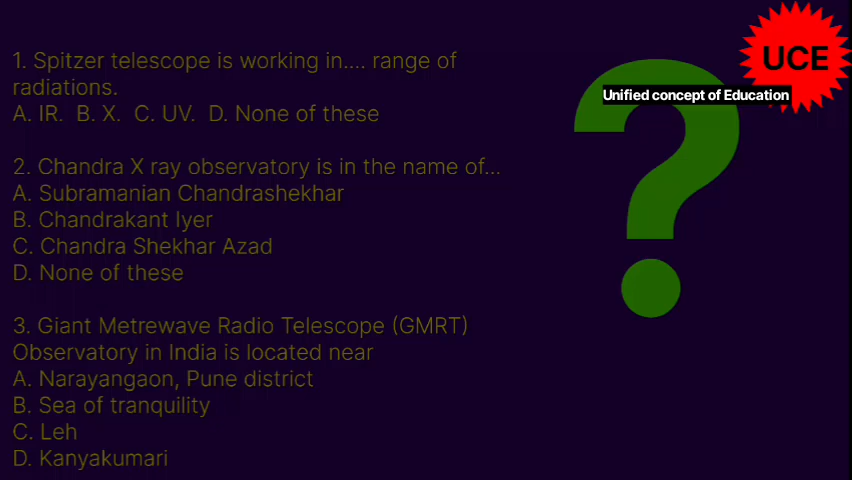 1. Spitzer telescope is working in.... range of
radiations.
A. IR.  B. X.  C. UV.  D. None of these
2. Chandra X ray observatory is in the name of...
A. Subramanian Chandrashekhar
B. Chandrakant Iyer
C. Chandra Shekhar Azad
D. None of these
3. Giant Metrewave Radio Telescope (GMRT)
Observatory in India is located near
A. Narayangaon, Pune district
B. Sea of tranquility
C. Leh
D. Kanyakumari
?
UCE
Unified concept of Education